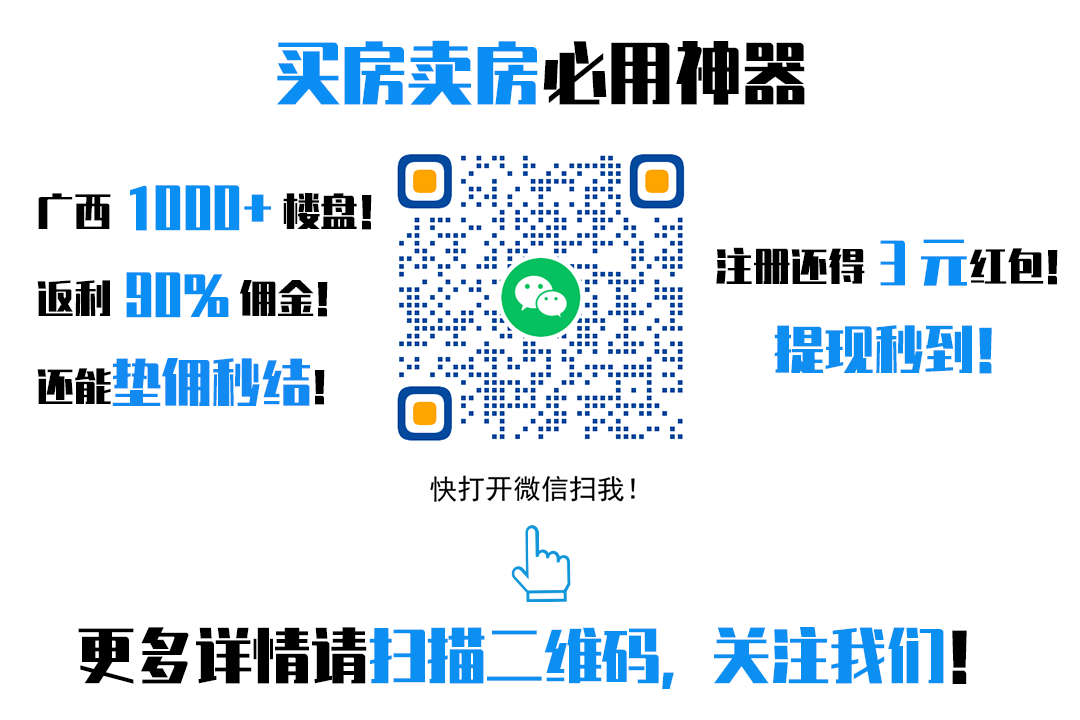 买房卖房必用神器
广西 1000+ 楼盘!
返利 90% 佣金!
还能垫佣秒结!
注册还得 3 元红包!
提现秒到!
快打开微信扫我!
更多详情请扫描二维码, 关注我们!